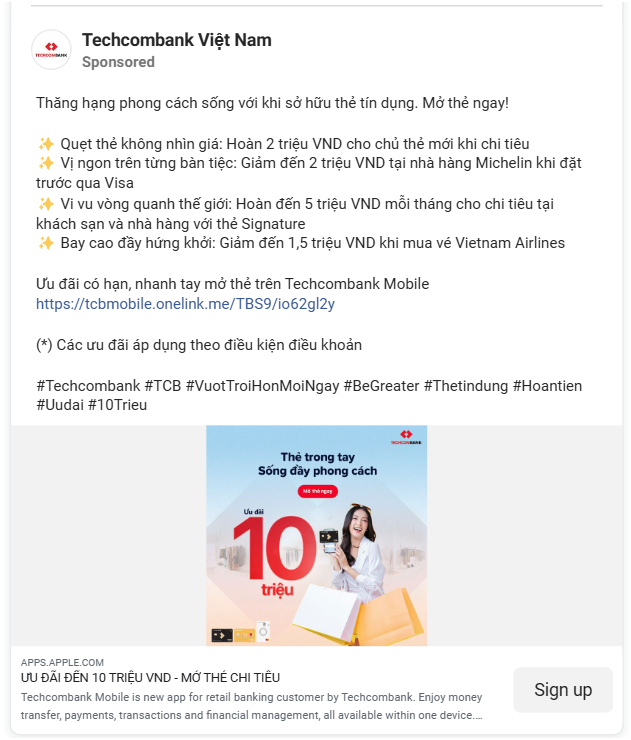 TECHCOMBANK
Techcombank Việt Nam
Sponsored
Thăng hạng phong cách sống với khi sở hữu thẻ tín dụng. Mở thẻ ngay!
✨ Quẹt thẻ không nhìn giá: Hoàn 2 triệu VND cho chủ thẻ mới khi chi tiêu
✨ Vị ngon trên từng bàn tiệc: Giảm đến 2 triệu VND tại nhà hàng Michelin khi đặt
trước qua Visa
✨ Vi vu vòng quanh thế giới: Hoàn đến 5 triệu VND mỗi tháng cho chi tiêu tại
khách sạn và nhà hàng với thẻ Signature
✨ Bay cao đầy hứng khởi: Giảm đến 1,5 triệu VND khi mua vé Vietnam Airlines
Ưu đãi có hạn, nhanh tay mở thẻ trên Techcombank Mobile
https://tcbmobile.onelink.me/TBS9/io62gl2y
(*) Các ưu đãi áp dụng theo điều kiện điều khoản
#Techcombank #TCB #VuotTroiHonMoiNgay #BeGreater #Thetindung #Hoantien
#Uudai #10Trieu
TECHCOMBANK
Thẻ trong tay
Sống đầy phong cách
Mở thẻ ngay
Ưu đãi
10
triệu
APPS.APPLE.COM
ƯU ĐÃI ĐẾN 10 TRIỆU VND - MỞ THẺ CHI TIÊU
Techcombank Mobile is new app for retail banking customer by Techcombank. Enjoy money
transfer, payments, transactions and financial management, all available within one device....
Sign up